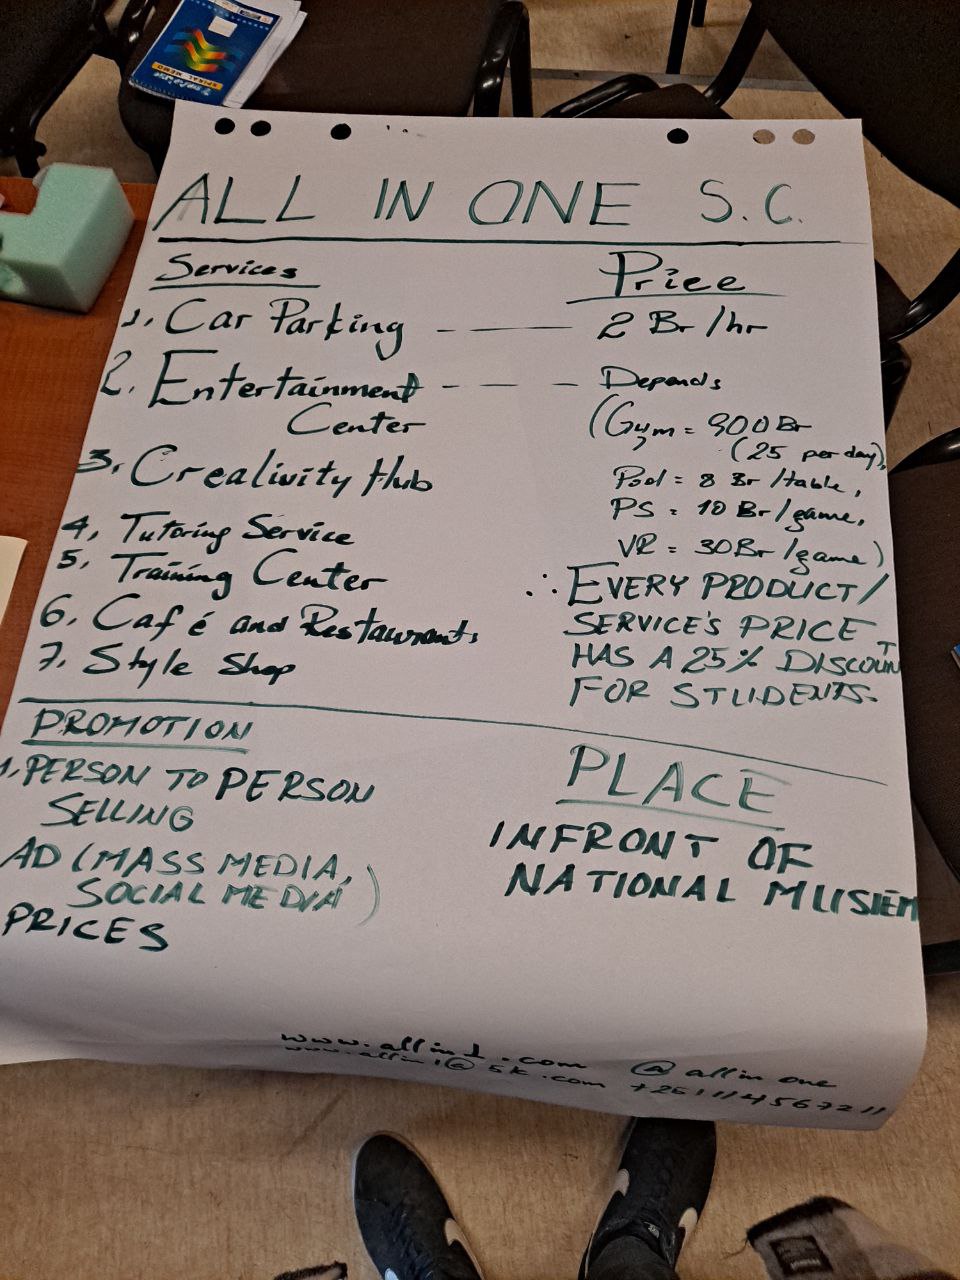 SPIRAL MEMO
ALL IN ONE S.C.
Services
1. Car Parking - - - 2 Br/hr
2. Entertainment
Center
3. Creativity Hub
4. Tutoring Service
5. Training Center
6. Café and Restaurants
7. Style Shop
Price
Depends
(Gym = 900 Br
(25 per day),
Pool = 8 Br/table,
PS = 10 Br/game,
VR = 30 Br/game)
∴ EVERY PRODUCT/
SERVICE'S PRICE
HAS A 25% DISCOUNT
FOR STUDENTS.
PROMOTION
1. PERSON TO PERSON
SELLING
AD (MASS MEDIA,
SOCIAL MEDIA)
PRICES
PLACE
INFRONT OF
NATIONAL MUSIEM
www.allin1.com @allin one
www.allin1@5k.com +251114567211